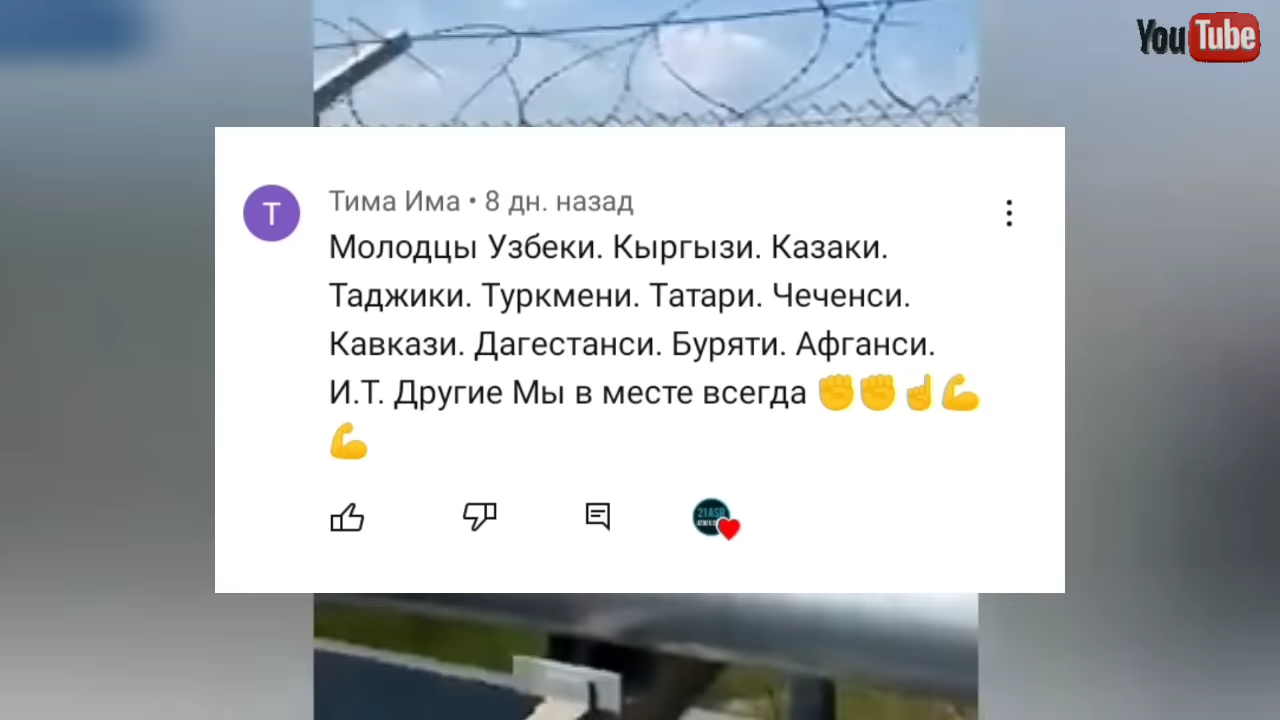 YouTube
Тима Има • 8 дн. назад
Т
Молодцы Узбеки. Кыргызи. Казаки.
Таджики. Туркмени. Татари. Чеченси.
Кавкази. Дагестанси. Буряти. Афганси.
И.Т. Другие Мы в месте всегда ✊✊☝💪
💪
21ASR